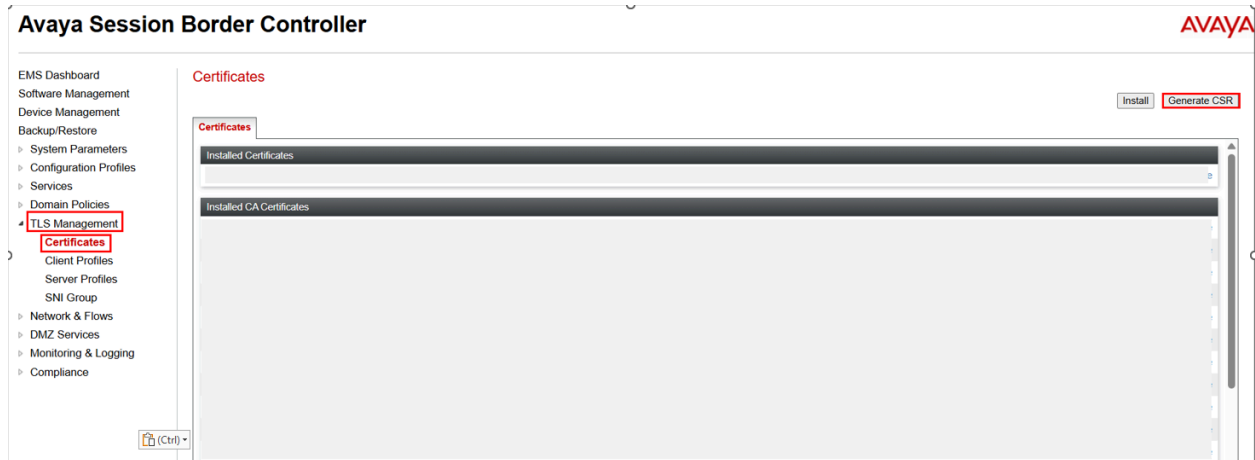 Avaya Session Border Controller
AVAYA
EMS Dashboard
Software Management
Device Management
Backup/Restore
System Parameters
Configuration Profiles
Services
Domain Policies
TLS Management
Certificates
Client Profiles
Server Profiles
SNI Group
Network & Flows
DMZ Services
Monitoring & Logging
Compliance
Certificates
Install
Generate CSR
Certificates
Installed Certificates
Installed CA Certificates
(Ctrl)